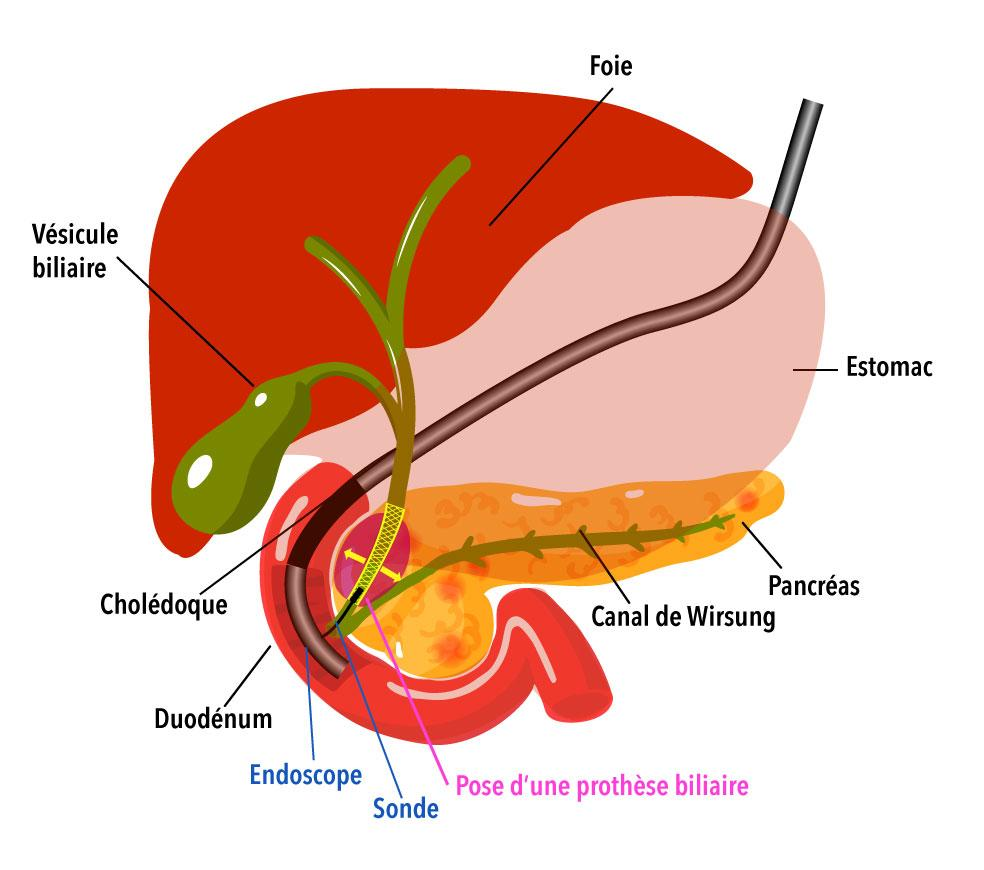 Foie
Vésicule
biliaire
Estomac
Pancréas
Cholédoque
Canal de Wirsung
Duodénum
Endoscope
Pose d’une prothèse biliaire
Sonde